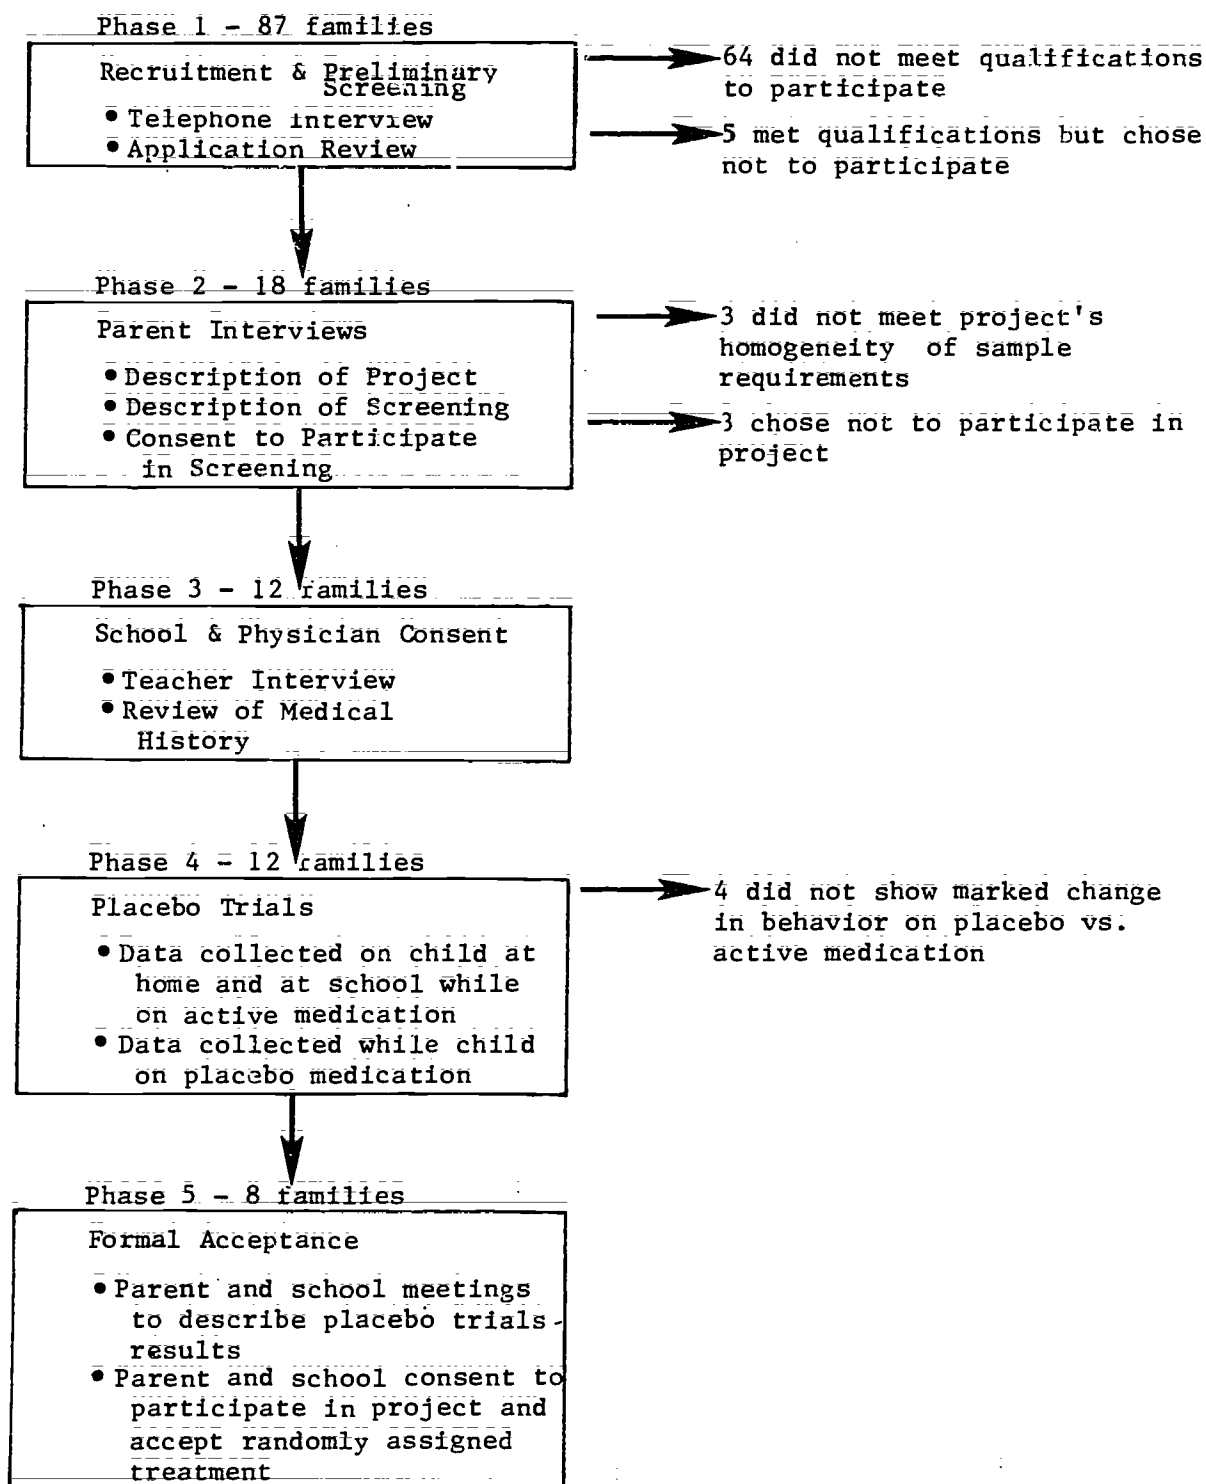 Phase 1 - 87 families
Recruitment & Preliminary
Screening
• Telephone interview
• Application Review
64 did not meet qualifications
to participate
5 met qualifications but chose
not to participate
Phase 2 - 18 families
Parent Interviews
• Description of Project
• Description of Screening
• Consent to Participate
in Screening
3 did not meet project's
homogeneity of sample
requirements
3 chose not to participate in
project
Phase 3 - 12 families
School & Physician Consent
• Teacher Interview
• Review of Medical
History
Phase 4 - 12 families
Placebo Trials
• Data collected on child at
home and at school while
on active medication
• Data collected while child
on placebo medication
4 did not show marked change
in behavior on placebo vs.
active medication
Phase 5 - 8 families
Formal Acceptance
• Parent and school meetings
to describe placebo trials
results
• Parent and school consent to
participate in project and
accept randomly assigned
treatment